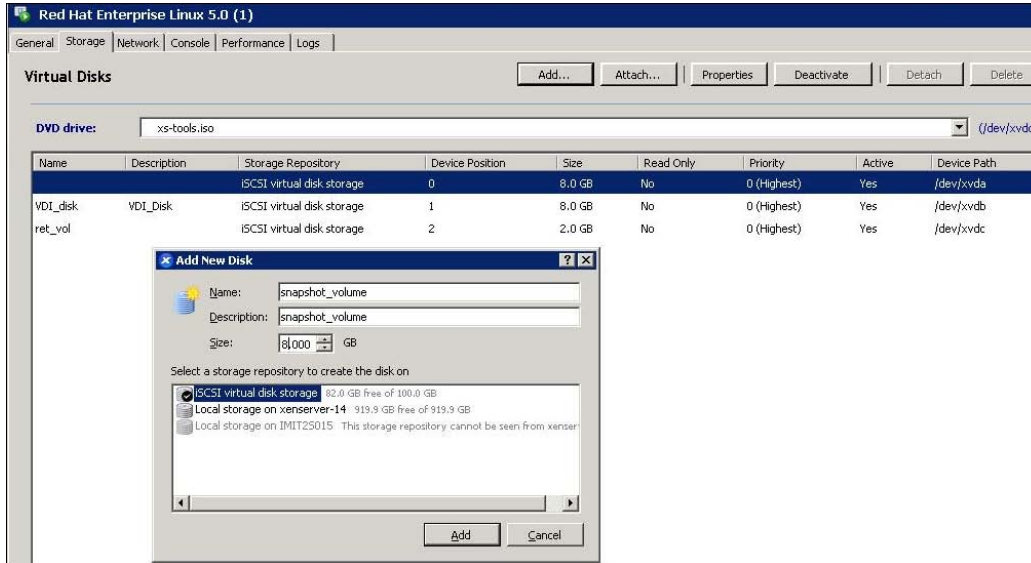 Red Hat Enterprise Linux 5.0 (1)
General Storage Network Console Performance Logs
Virtual Disks Add... Attach... Properties Deactivate Detach Delete
DVD drive: xs-tools.iso (/dev/xvdd
Name Description Storage Repository Device Position Size Read Only Priority Active Device Path
iSCSI virtual disk storage 0 8.0 GB No 0 (Highest) Yes /dev/xvda
VDI_disk VDI_Disk iSCSI virtual disk storage 1 8.0 GB No 0 (Highest) Yes /dev/xvdb
ret_vol iSCSI virtual disk storage 2 2.0 GB No 0 (Highest) Yes /dev/xvdc
Add New Disk
Name: snapshot_volume
Description: snapshot_volume
Size: 8.000 GB
Select a storage repository to create the disk on
iSCSI virtual disk storage 82.0 GB free of 100.0 GB
Local storage on xenserver-14 919.9 GB free of 919.9 GB
Local storage on IMIT2S015 This storage repository cannot be seen from xenser
Add Cancel